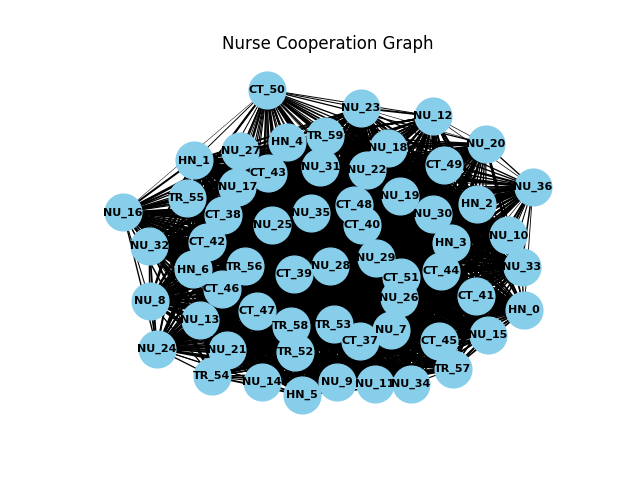 Nurse Cooperation Graph
CT_50
NU_23
NU_12
TR_59
HN_4
NU_20
NU_18
NU_27
HN_1
CT_49
NU_31
NU_22
CT_43
NU_17
NU_36
NU_19
TR_55
HN_2
CT_48
NU_16
NU_35
NU_30
CT_38
NU_25
CT_40
NU_10
CT_42
HN_3
NU_32
NU_29
TR_56
NU_28
NU_33
HN_6
CT_44
CT_39
CT_51
CT_46
CT_41
NU_26
NU_8
HN_0
CT_47
NU_13
TR_53
TR_58
NU_7
NU_15
CT_37
CT_45
NU_24
NU_21
TR_52
TR_57
TR_54
NU_14
NU_9
NU_11
NU_34
HN_5